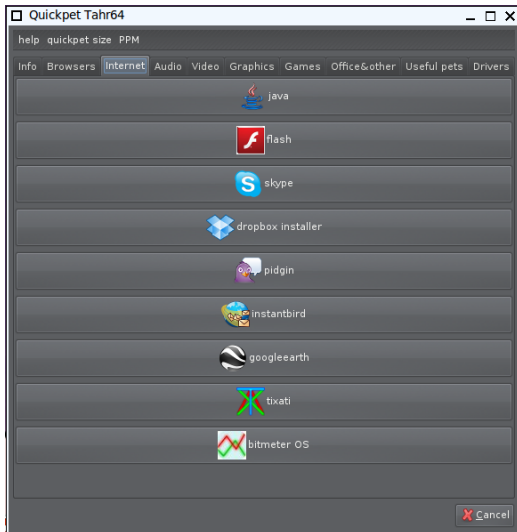 Quickpet Tahr64
help quickpet size PPM
Info Browsers Internet Audio Video Graphics Games Office&other Useful pets Drivers
java
flash
skype
dropbox installer
pidgin
instantbird
googleearth
tixati
bitmeter OS
Cancel